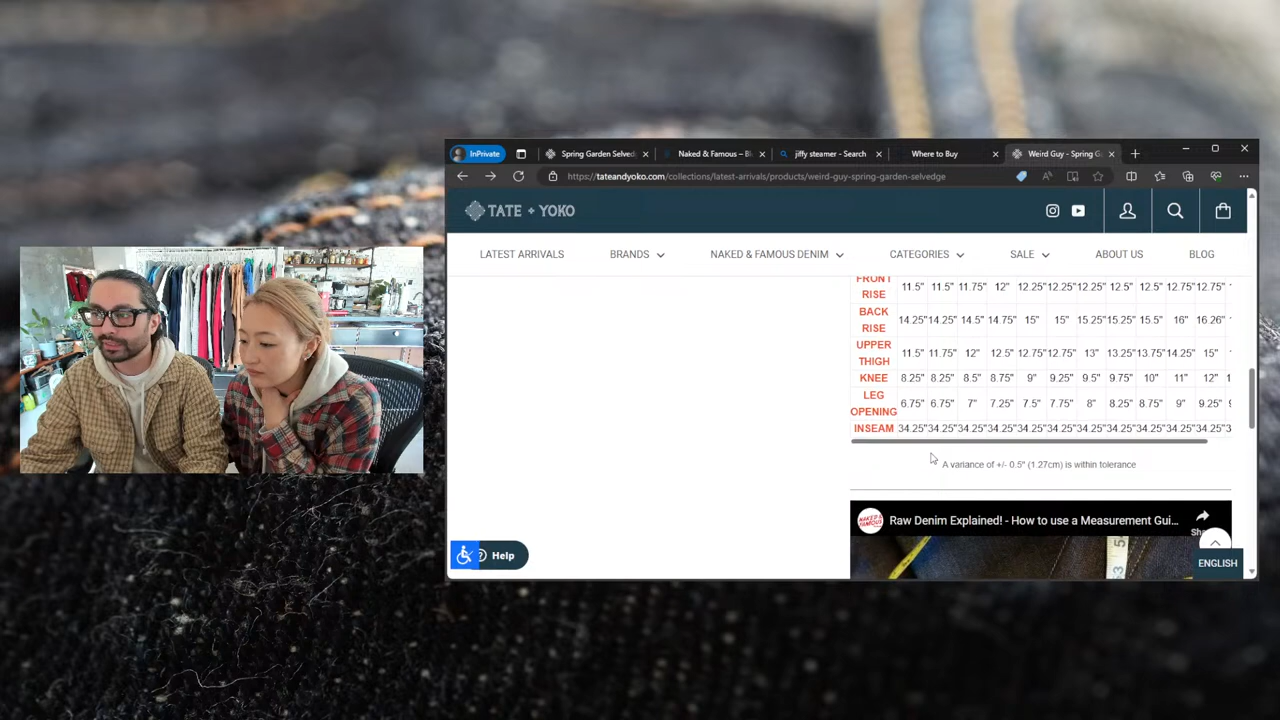 InPrivate
Spring Garden Selved
Naked & Famous – Bl
jiffy steamer - Search
Where to Buy
Weird Guy - Spring G
https://tateandyoko.com/collections/latest-arrivals/products/weird-guy-spring-garden-selvedge
TATE + YOKO
LATEST ARRIVALS BRANDS NAKED & FAMOUS DENIM CATEGORIES SALE ABOUT US BLOG
FRONT
RISE 11.5" 11.5" 11.75" 12" 12.25" 12.25" 12.25" 12.5" 12.5" 12.75" 12.75"
BACK
RISE 14.25" 14.25" 14.5" 14.75" 15" 15" 15.25" 15.25" 15.5" 16" 16.26"
UPPER
THIGH 11.5" 11.75" 12" 12.5" 12.75" 12.75" 13" 13.25" 13.75" 14.25" 15"
KNEE 8.25" 8.25" 8.5" 8.75" 9" 9.25" 9.5" 9.75" 10" 11" 12" 1
LEG
OPENING 6.75" 6.75" 7" 7.25" 7.5" 7.75" 8" 8.25" 8.75" 9" 9.25" 9
INSEAM 34.25" 34.25" 34.25" 34.25" 34.25" 34.25" 34.25" 34.25" 34.25" 34.25" 34.25" 3
A variance of +/- 0.5" (1.27cm) is within tolerance
NAKED &
FAMOUS
Raw Denim Explained! - How to use a Measurement Gui...
Sha
Help
ENGLISH